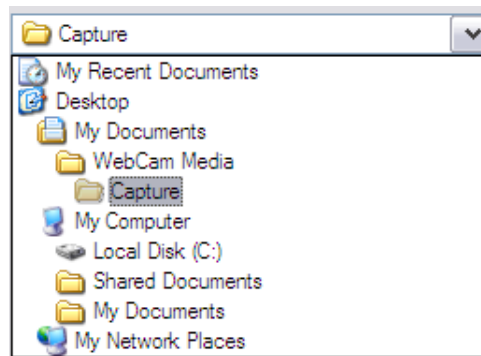 Capture
My Recent Documents
Desktop
My Documents
WebCam Media
Capture
My Computer
Local Disk (C:)
Shared Documents
My Documents
My Network Places